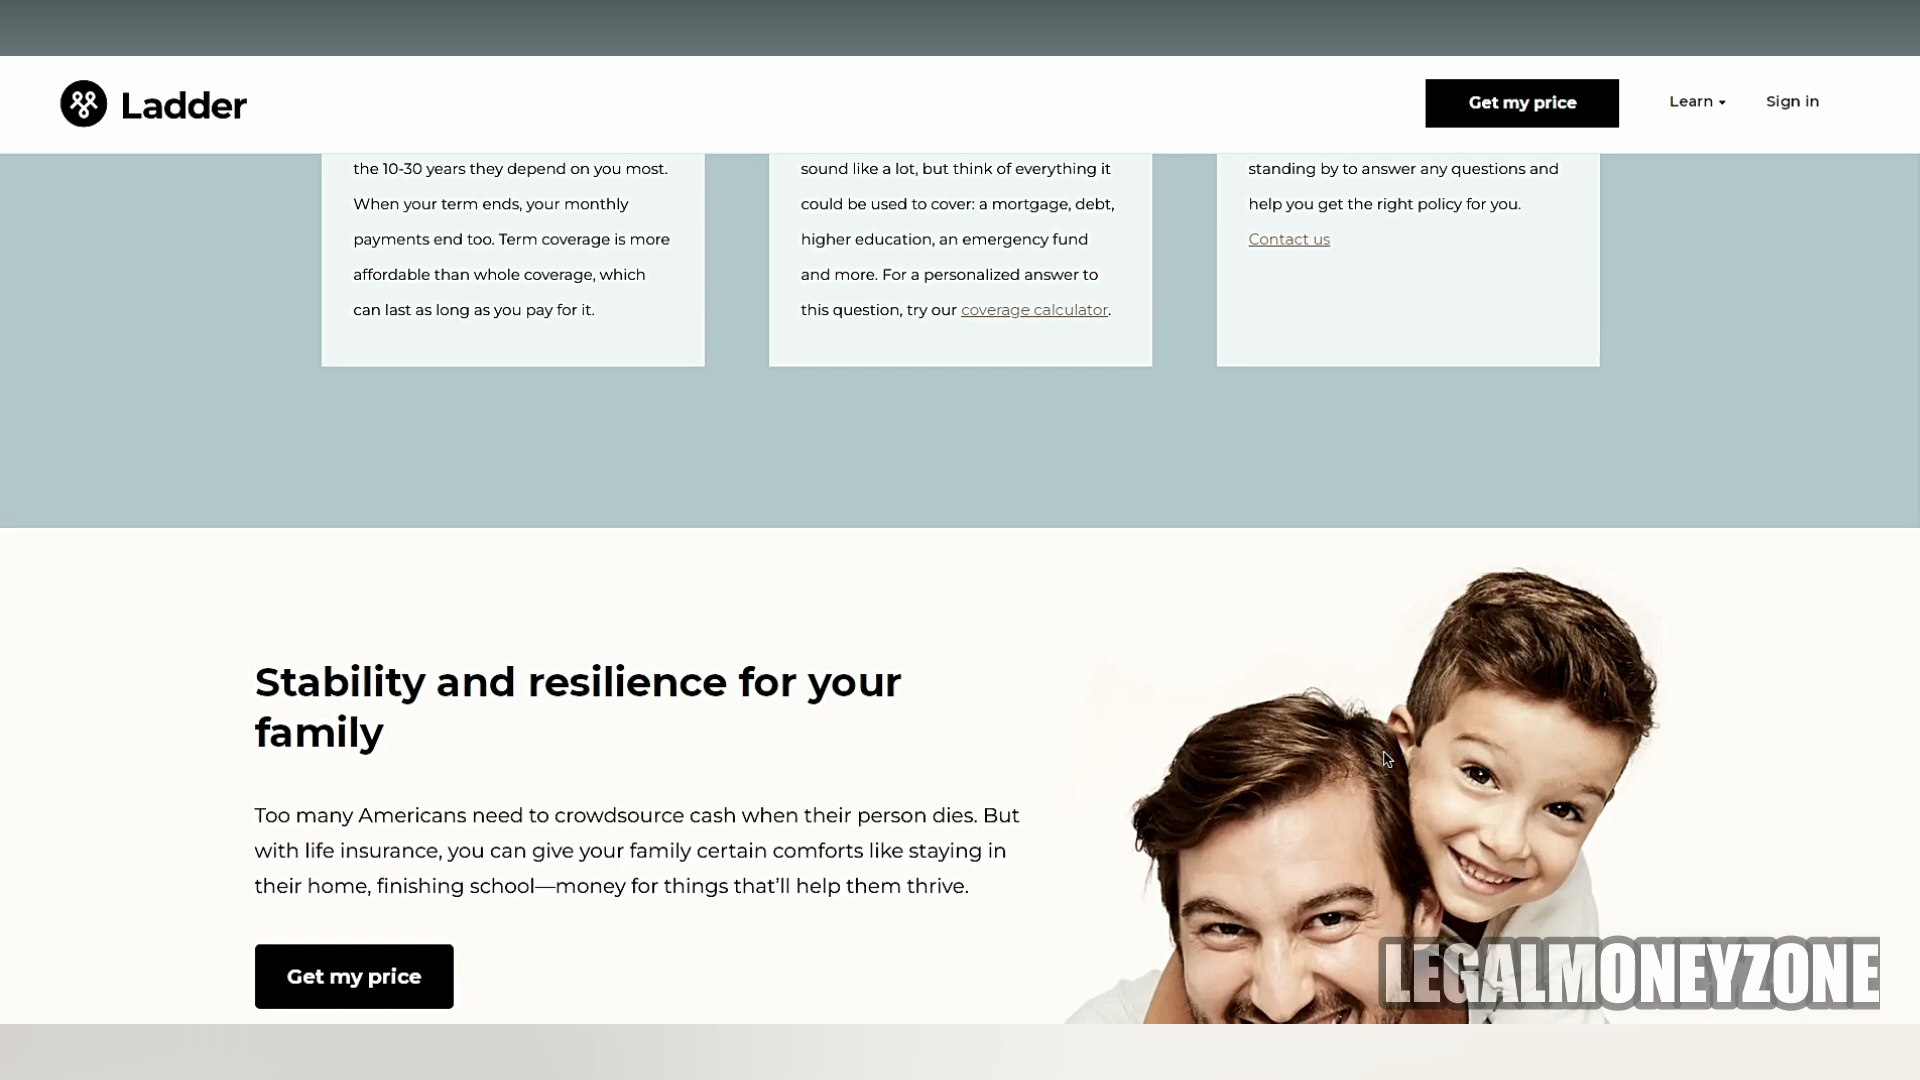 Ladder
Get my price
Learn
Sign in
the 10-30 years they depend on you most.
When your term ends, your monthly
payments end too. Term coverage is more
affordable than whole coverage, which
can last as long as you pay for it.
sound like a lot, but think of everything it
could be used to cover: a mortgage, debt,
higher education, an emergency fund
and more. For a personalized answer to
this question, try our coverage calculator.
standing by to answer any questions and
help you get the right policy for you.
Contact us
Stability and resilience for your
family
Too many Americans need to crowdsource cash when their person dies. But
with life insurance, you can give your family certain comforts like staying in
their home, finishing school—money for things that’ll help them thrive.
Get my price
LEGALMONEYZONE